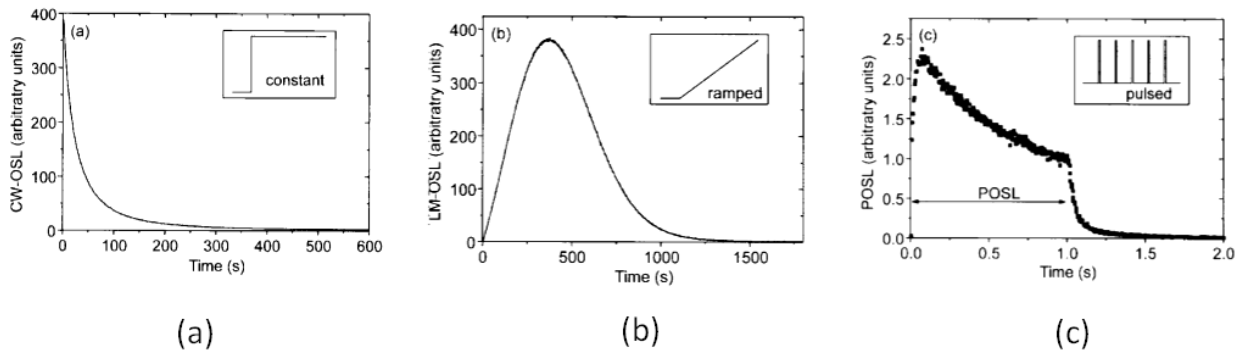 (a)
CW-OSL (arbitratry units)
400
300
200
100
0
constant
0 100 200 300 400 500 600
Time (s)
(b)
LM-OSL (arbitratry units)
400
300
200
100
0
ramped
0 500 1000 1500
Time (s)
(c)
POSL (arbitratry units)
2.5
2.0
1.5
1.0
0.5
0.0
pulsed
POSL
0.0 0.5 1.0 1.5 2.0
Time (s)
(a) (b) (c)